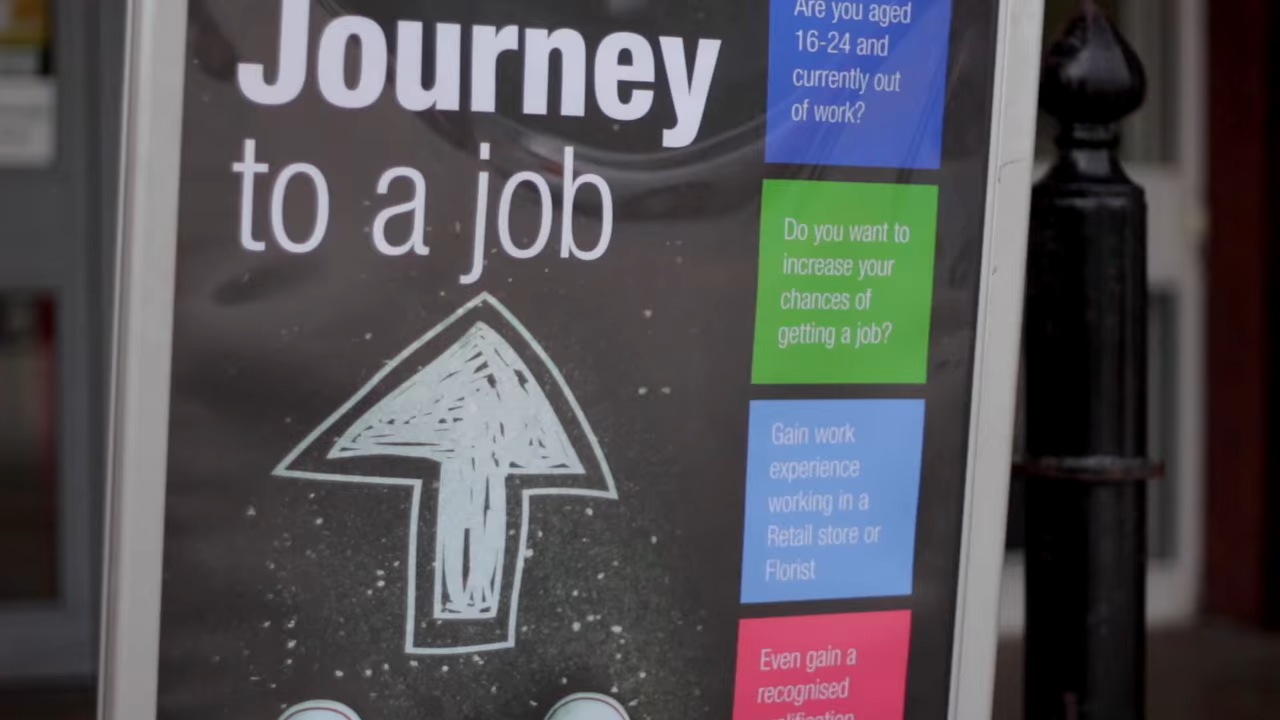 Journey
to a job
Are you aged
16-24 and
currently out
of work?
Do you want to
increase your
chances of
getting a job?
Gain work
experience
working in a
Retail store or
Florist
Even gain a
recognised